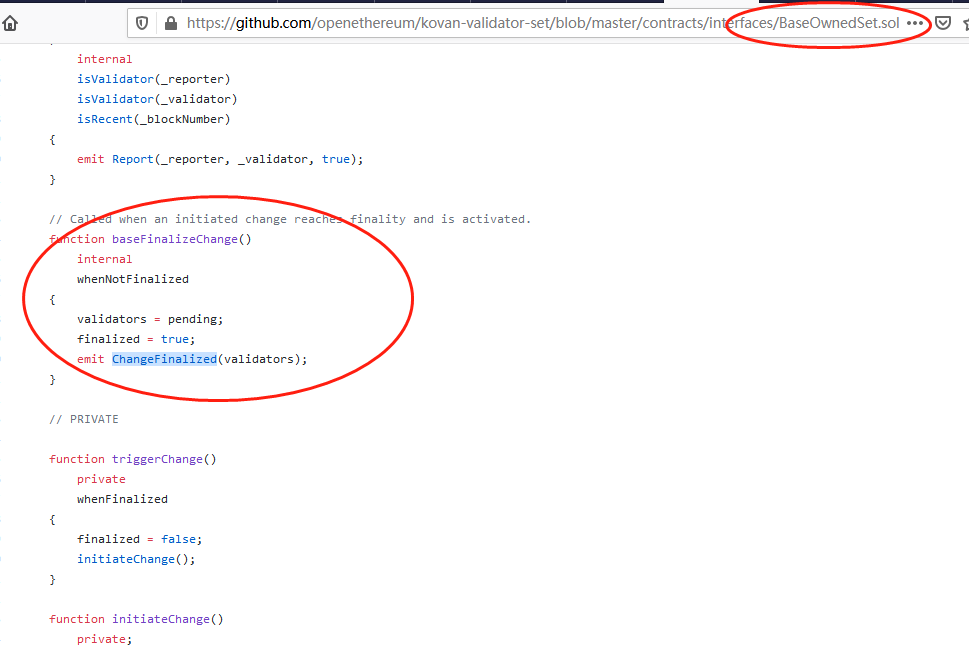 https://github.com/openethereum/kovan-validator-set/blob/master/contracts/interfaces/BaseOwnedSet.sol
internal
isValidator(_reporter)
isValidator(_validator)
isRecent(_blockNumber)
{
emit Report(_reporter, _validator, true);
}
// Called when an initiated change reaches finality and is activated.
function baseFinalizeChange()
internal
whenNotFinalized
{
validators = pending;
finalized = true;
emit ChangeFinalized(validators);
}
// PRIVATE
function triggerChange()
private
whenFinalized
{
finalized = false;
initiateChange();
}
function initiateChange()
private;